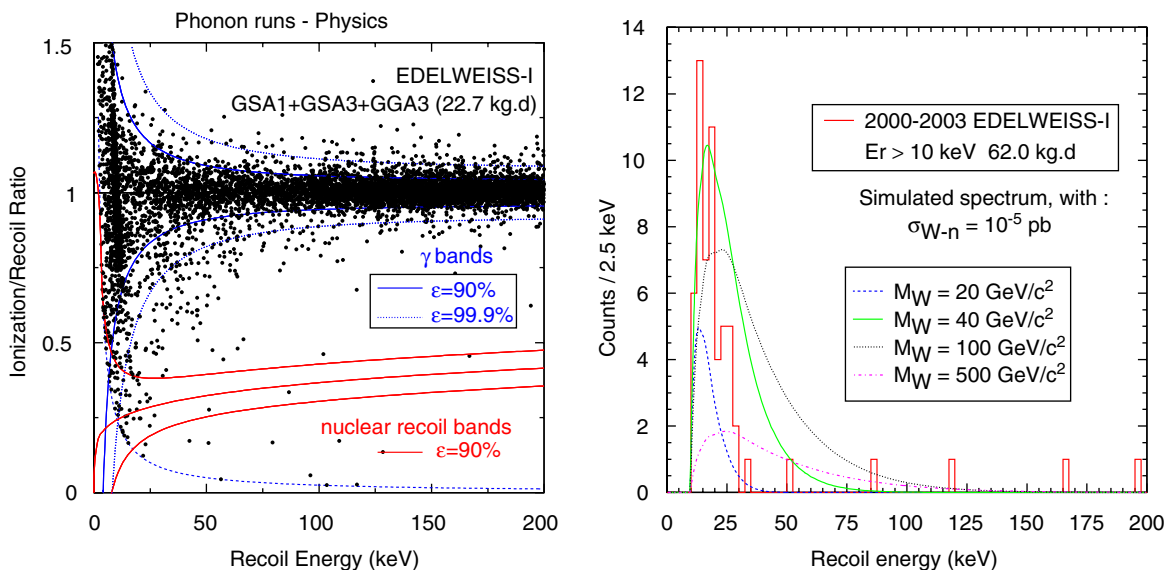 Phonon runs - Physics
1.5
1
0.5
0
Ionization/Recoil Ratio
EDELWEISS-I
GSA1+GSA3+GGA3 (22.7 kg.d)
γ bands
ε=90%
ε=99.9%
nuclear recoil bands
ε=90%
0 50 100 150 200
Recoil Energy (keV)
14
12
10
8
6
4
2
0
Counts / 2.5 keV
2000-2003 EDELWEISS-I
Er > 10 keV 62.0 kg.d
Simulated spectrum, with :
σW-n = 10⁻⁵ pb
MW = 20 GeV/c²
MW = 40 GeV/c²
MW = 100 GeV/c²
MW = 500 GeV/c²
0 25 50 75 100 125 150 175 200
Recoil energy (keV)